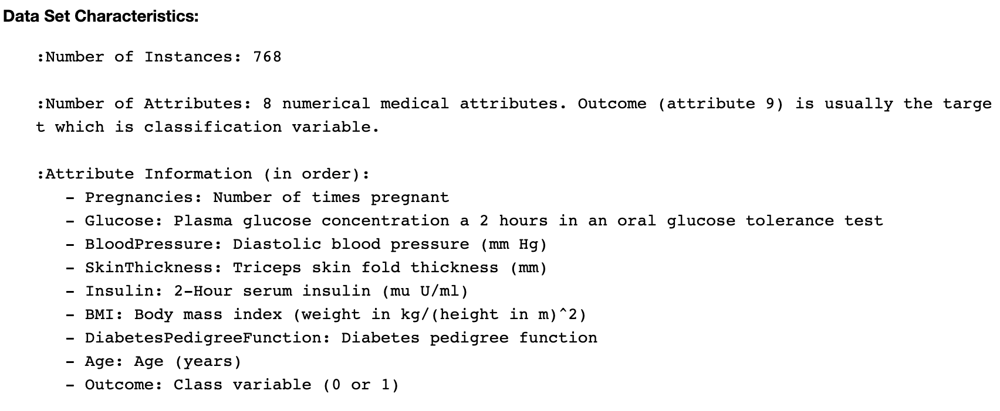 Data Set Characteristics:
:Number of Instances: 768
:Number of Attributes: 8 numerical medical attributes. Outcome (attribute 9) is usually the targe
t which is classification variable.
:Attribute Information (in order):
– Pregnancies: Number of times pregnant
– Glucose: Plasma glucose concentration a 2 hours in an oral glucose tolerance test
– BloodPressure: Diastolic blood pressure (mm Hg)
– SkinThickness: Triceps skin fold thickness (mm)
– Insulin: 2-Hour serum insulin (mu U/ml)
– BMI: Body mass index (weight in kg/(height in m)^2)
– DiabetesPedigreeFunction: Diabetes pedigree function
– Age: Age (years)
– Outcome: Class variable (0 or 1)